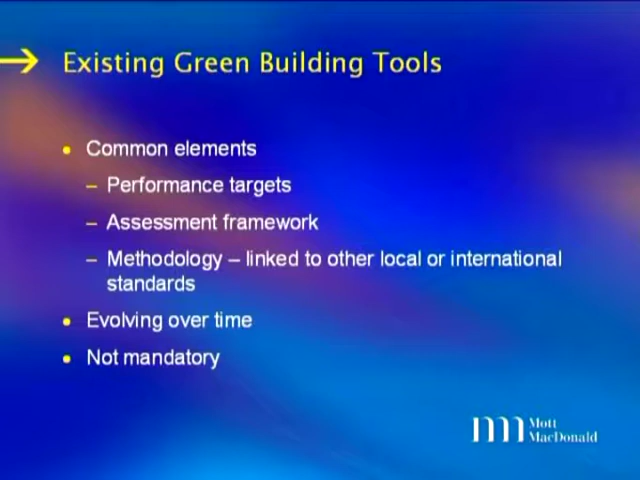 Existing Green Building Tools
• Common elements
– Performance targets
– Assessment framework
– Methodology – linked to other local or international
standards
• Evolving over time
• Not mandatory
Mott
MacDonald